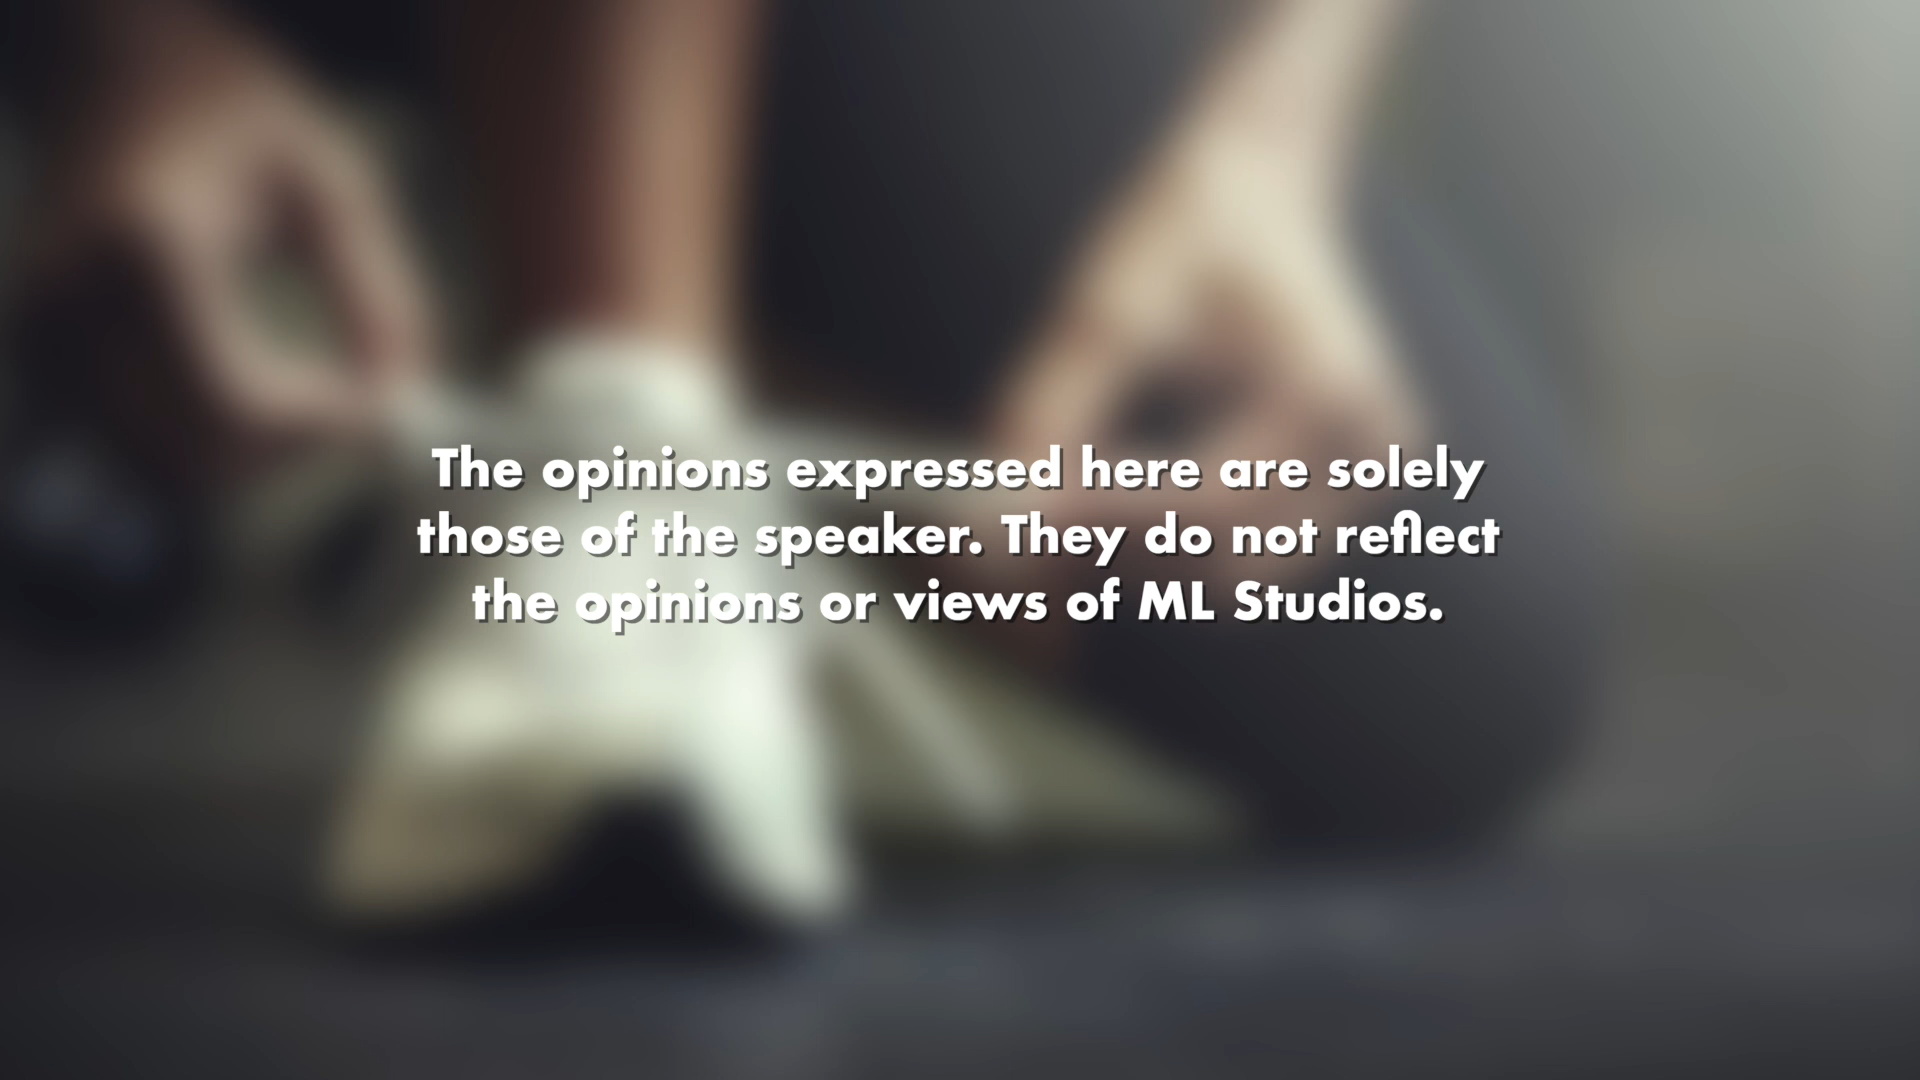 The opinions expressed here are solely
those of the speaker. They do not reflect
the opinions or views of ML Studios.